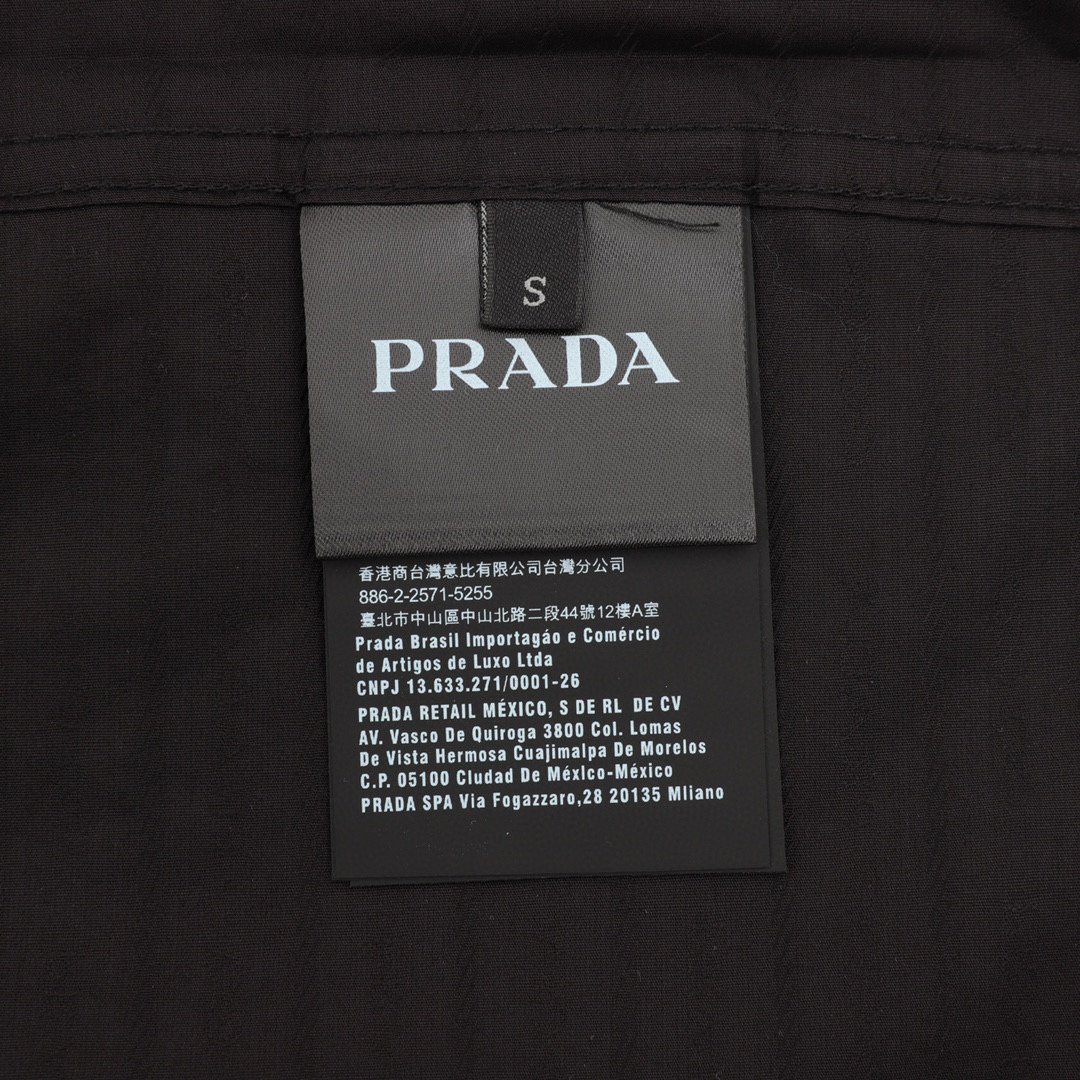 S
PRADA
香港商台灣意比有限公司台灣分公司
886-2-2571-5255
臺北市中山區中山北路二段44號12樓A室
Prada Brasil Importagáo e Comércio
de Artigos de Luxo Ltda
CNPJ 13.633.271/0001-26
PRADA RETAIL MÉXICO, S DE RL DE CV
AV. Vasco De Quiroga 3800 Col. Lomas
De Vista Hermosa Cuajimalpa De Morelos
C.P. 05100 Cludad De Méxlco-México
PRADA SPA Via Fogazzaro,28 20135 Mliano